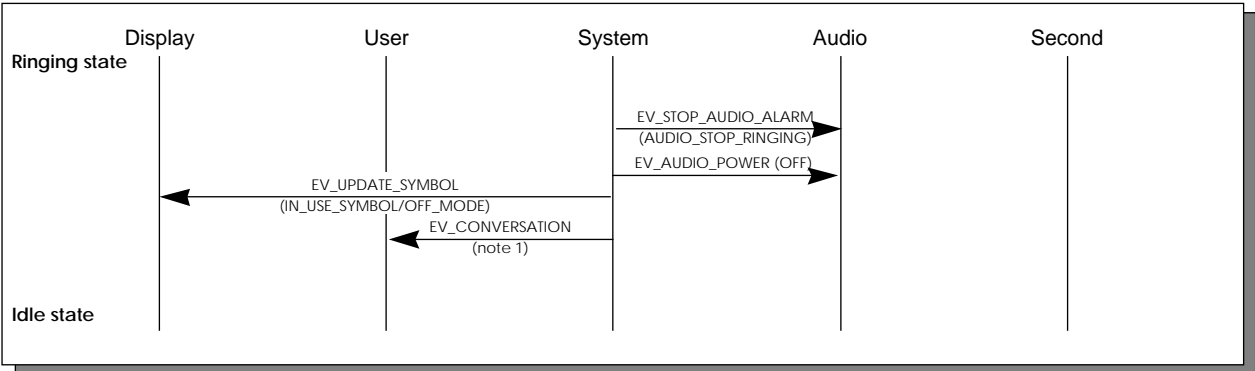 Display User System Audio Second
Ringing state
EV_STOP_AUDIO_ALARM
(AUDIO_STOP_RINGING)
EV_AUDIO_POWER (OFF)
EV_UPDATE_SYMBOL
(IN_USE_SYMBOL/OFF_MODE)
EV_CONVERSATION
(note 1)
Idle state